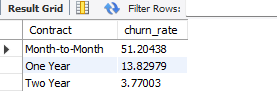 Result Grid Filter Rows:
Contract churn_rate
Month-to-Month 51.20438
One Year 13.82979
Two Year 3.77003